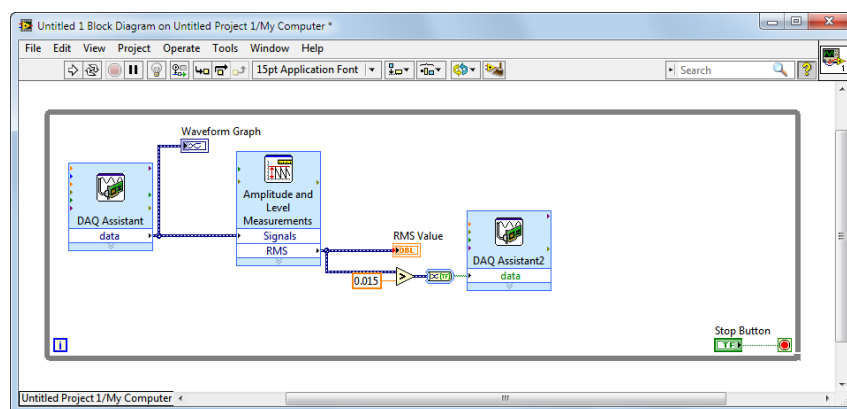 Untitled 1 Block Diagram on Untitled Project 1/My Computer *
File Edit View Project Operate Tools Window Help
15pt Application Font
Search
1
Waveform Graph
DAQ Assistant
data
Amplitude and
Level
Measurements
Signals
RMS
RMS Value
DBL
0.015
>
TF
DAQ Assistant2
data
Stop Button
TF
i
Untitled Project 1/My Computer